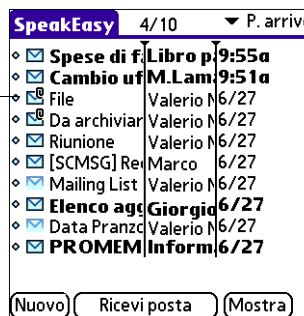 SpeakEasy 4/10 P. arriv
Spese di f Libro p 9:55a
Cambio uf M.Lam 9:51a
File Valerio 6/27
Da archiviar Valerio 6/27
Riunione Valerio 6/27
[SCMSG] Re Marco 6/27
Mailing List Valerio 6/27
Elenco agg Giorgio 6/27
Data Pranzo Valerio 6/27
PROMEM Inform 6/27
Nuovo Ricevi posta Mostra